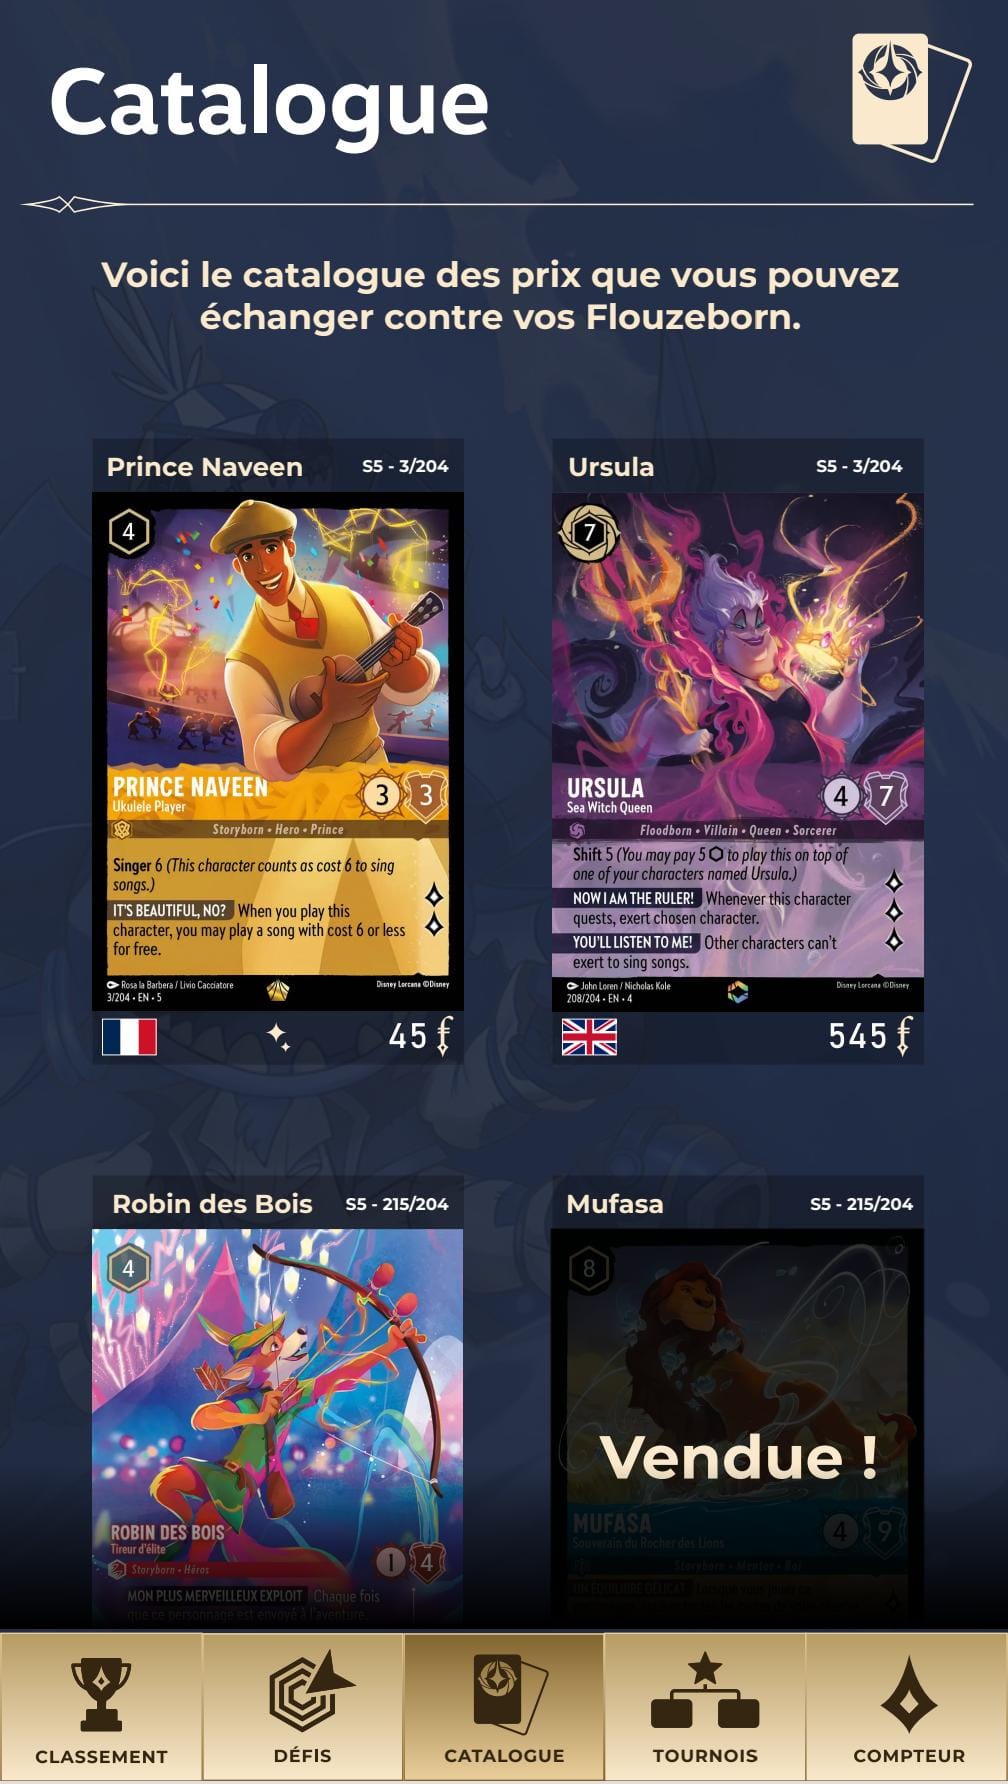 Catalogue
Voici le catalogue des prix que vous pouvez
échanger contre vos Flouzeborn.
Prince Naveen S5 - 3/204
4
PRINCE NAVEEN
Ukulele Player
3 3
Storyborn • Hero • Prince
Singer 6 (This character counts as cost 6 to sing
songs.)
IT'S BEAUTIFUL, NO? When you play this
character, you may play a song with cost 6 or less
for free.
Rosa la Barbera / Livio Cacciatore
Disney Lorcana ©Disney
3/204 • EN • 5
45
Ursula S5 - 3/204
7
URSULA
Sea Witch Queen
4 7
Floodborn • Villain • Queen • Sorcerer
Shift 5 (You may pay 5 to play this on top of
one of your characters named Ursula.)
NOW I AM THE RULER! Whenever this character
quests, exert chosen character.
YOU'LL LISTEN TO ME! Other characters can't
exert to sing songs.
John Loren / Nicholas Kole
Disney Lorcana ©Disney
208/204 • EN • 4
545
Robin des Bois S5 - 215/204
4
ROBIN DES BOIS
Tireur d'élite
1 4
Storyborn • Héros
MON PLUS MERVEILLEUX EXPLOIT Chaque fois
que ce personnage est envoyé à l'aventure,
Mufasa S5 - 215/204
8
Vendue !
MUFASA
Souverain du Rocher des Lions
4 9
Storyborn • Mentor • Roi
UN ÉQUILIBRE DÉLICAT
CLASSEMENT
DÉFIS
CATALOGUE
TOURNOIS
COMPTEUR